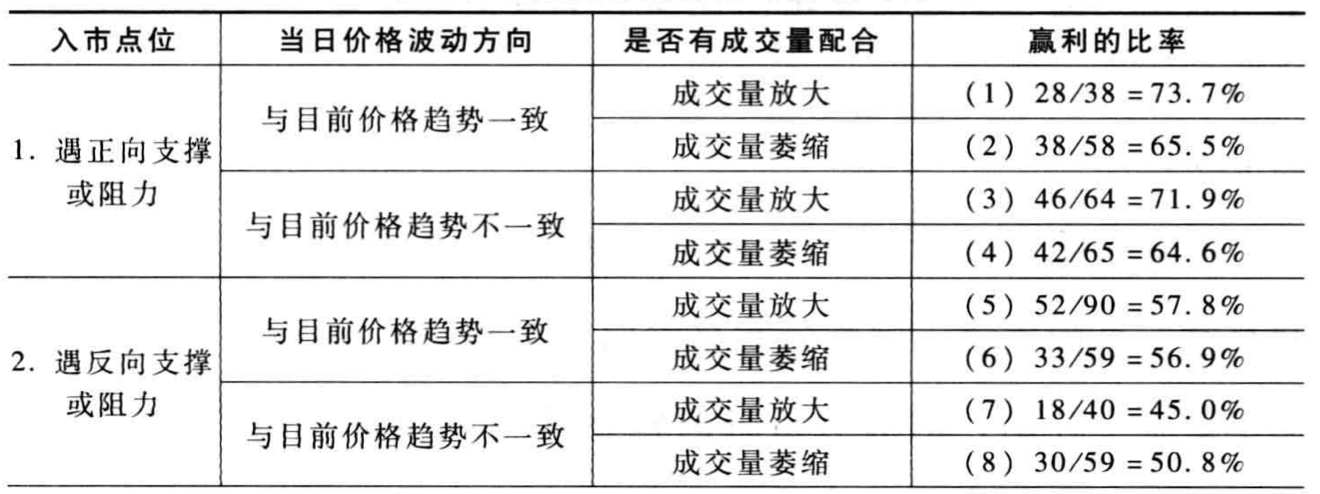 入市点位 当日价格波动方向 是否有成交量配合 赢利的比率
1. 遇正向支撑或阻力 与目前价格趋势一致 成交量放大 (1) 28/38 = 73.7%
成交量萎缩 (2) 38/58 = 65.5%
与目前价格趋势不一致 成交量放大 (3) 46/64 = 71.9%
成交量萎缩 (4) 42/65 = 64.6%
2. 遇反向支撑或阻力 与目前价格趋势一致 成交量放大 (5) 52/90 = 57.8%
成交量萎缩 (6) 33/59 = 56.9%
与目前价格趋势不一致 成交量放大 (7) 18/40 = 45.0%
成交量萎缩 (8) 30/59 = 50.8%